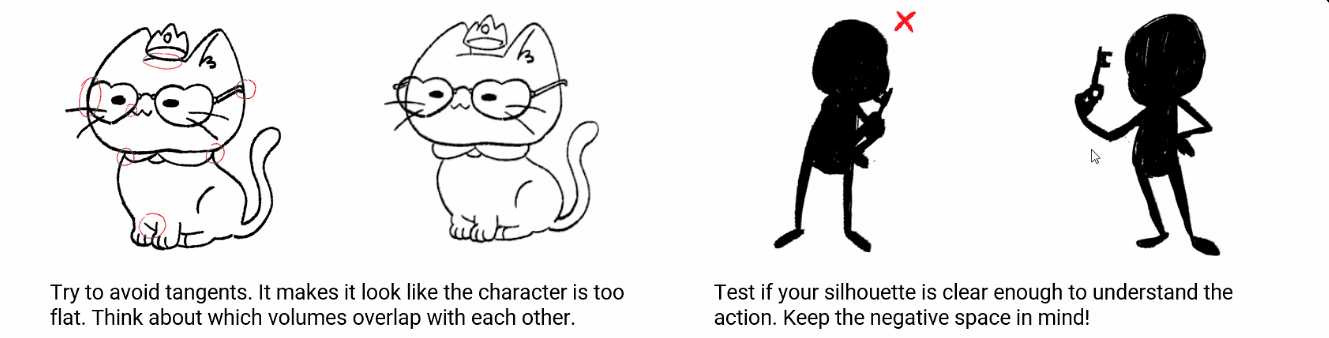 Try to avoid tangents. It makes it look like the character is too
flat. Think about which volumes overlap with each other.
Test if your silhouette is clear enough to understand the
action. Keep the negative space in mind!